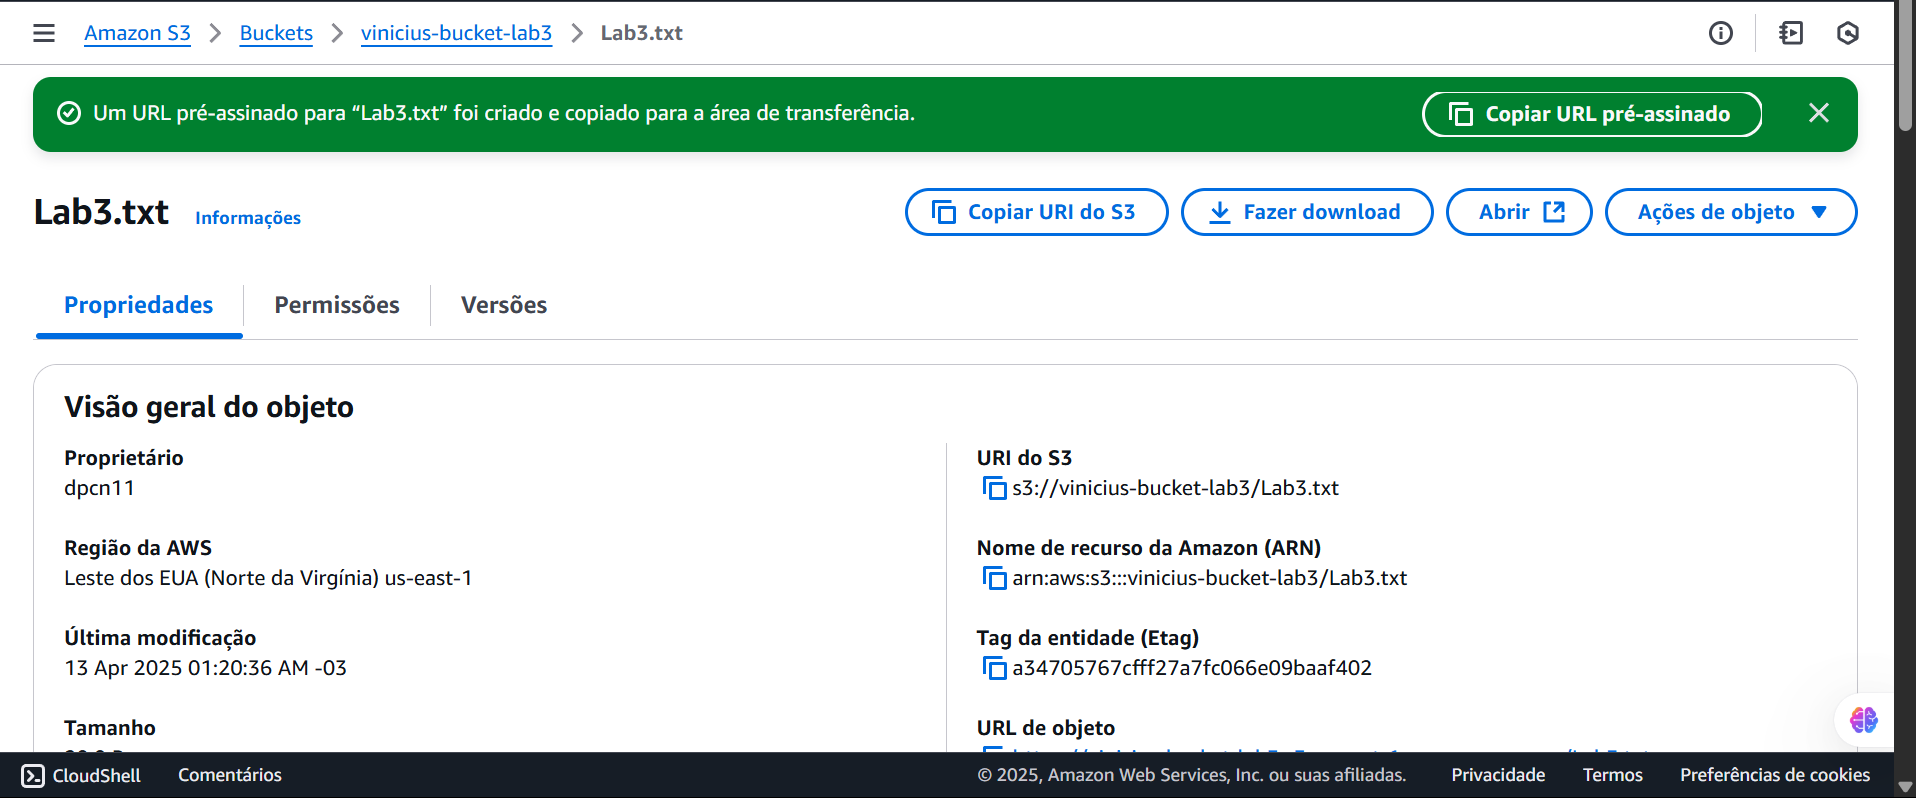 Amazon S3 > Buckets > vinicius-bucket-lab3 > Lab3.txt
Um URL pré-assinado para “Lab3.txt” foi criado e copiado para a área de transferência.
Copiar URL pré-assinado
Lab3.txt Informações
Copiar URI do S3
Fazer download
Abrir
Ações de objeto
Propriedades
Permissões
Versões
Visão geral do objeto
Proprietário
dpcn11
Região da AWS
Leste dos EUA (Norte da Virgínia) us-east-1
Última modificação
13 Apr 2025 01:20:36 AM -03
Tamanho
URI do S3
s3://vinicius-bucket-lab3/Lab3.txt
Nome de recurso da Amazon (ARN)
arn:aws:s3:::vinicius-bucket-lab3/Lab3.txt
Tag da entidade (Etag)
a34705767cfff27a7fc066e09baaf402
URL de objeto
CloudShell
Comentários
© 2025, Amazon Web Services, Inc. ou suas afiliadas.
Privacidade
Termos
Preferências de cookies